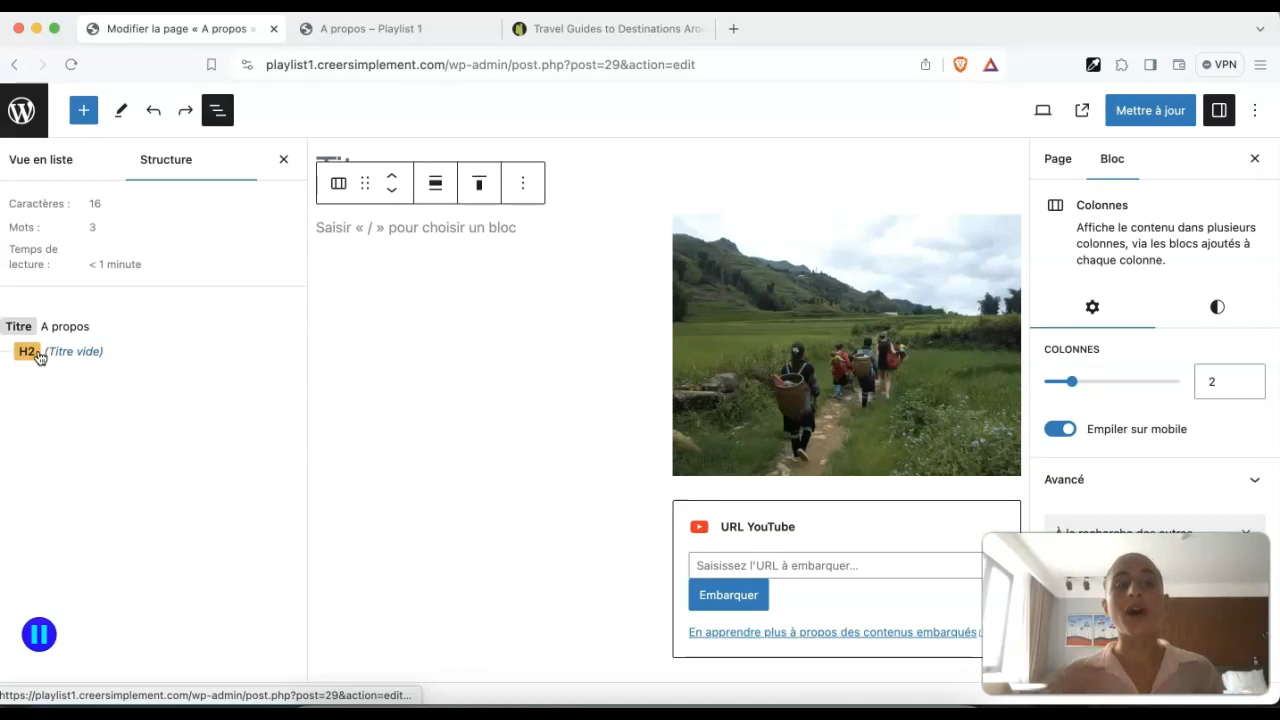 Modifier la page « A propos »
A propos – Playlist 1
Travel Guides to Destinations Aro
playlist1.creersimplement.com/wp-admin/post.php?post=29&action=edit
VPN
Mettre à jour
Vue en liste
Structure
Page
Bloc
Caractères :
16
Mots :
3
Temps de
lecture :
< 1 minute
Titre
A propos
H2
(Titre vide)
Saisir « / » pour choisir un bloc
Colonnes
Affiche le contenu dans plusieurs
colonnes, via les blocs ajoutés à
chaque colonne.
COLONNES
2
Empiler sur mobile
Avancé
À la recherche des autres
URL YouTube
Saisissez l'URL à embarquer…
Embarquer
En apprendre plus à propos des contenus embarqués
https://playlist1.creersimplement.com/wp-admin/post.php?post=29&action=edit...